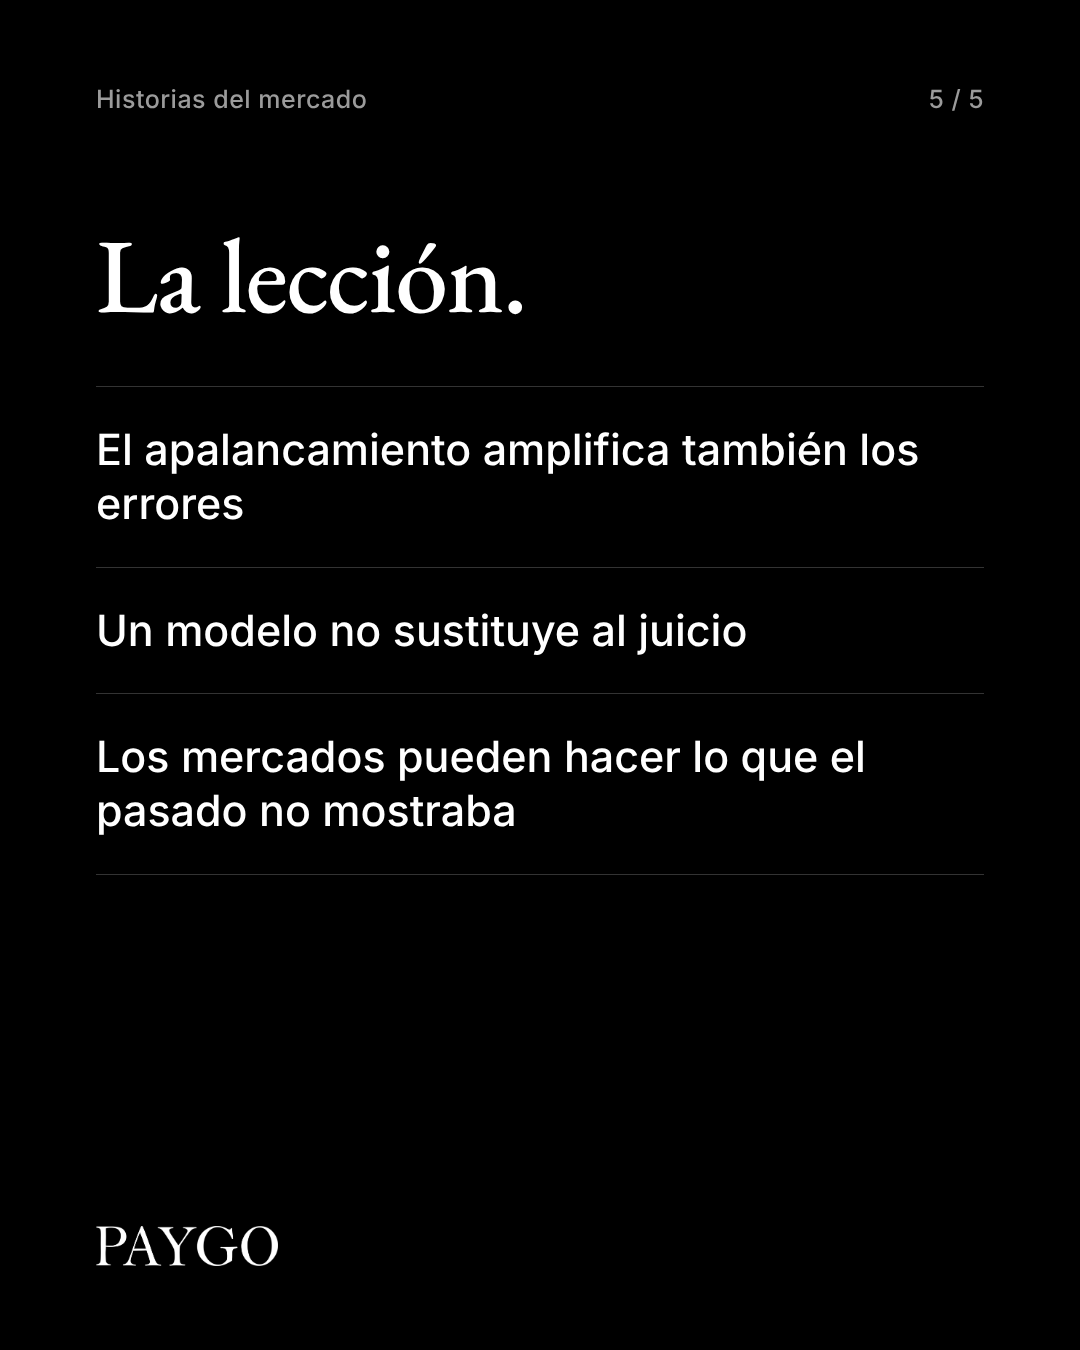 Historias del mercado
5 / 5
La lección.
El apalancamiento amplifica también los
errores
Un modelo no sustituye al juicio
Los mercados pueden hacer lo que el
pasado no mostraba
PAYGO